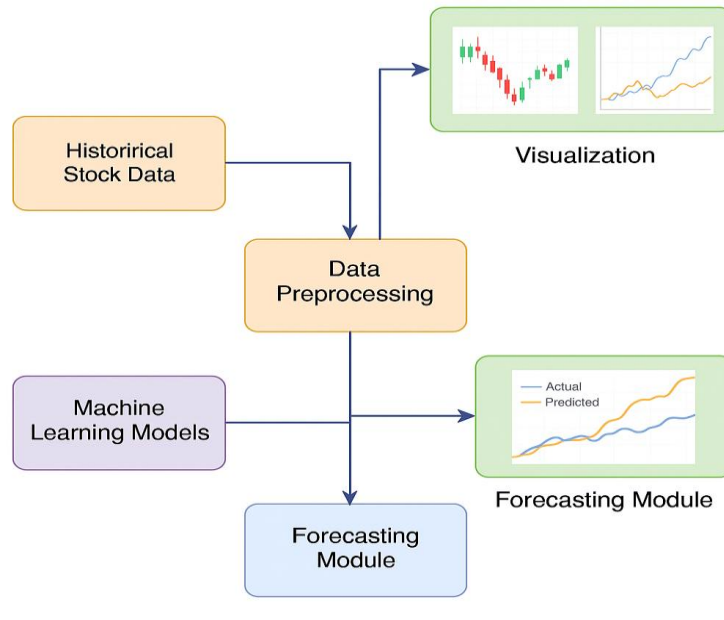 Historirical
Stock Data
Visualization
Data
Preprocessing
Machine
Learning Models
Actual
Predicted
Forecasting Module
Forecasting
Module